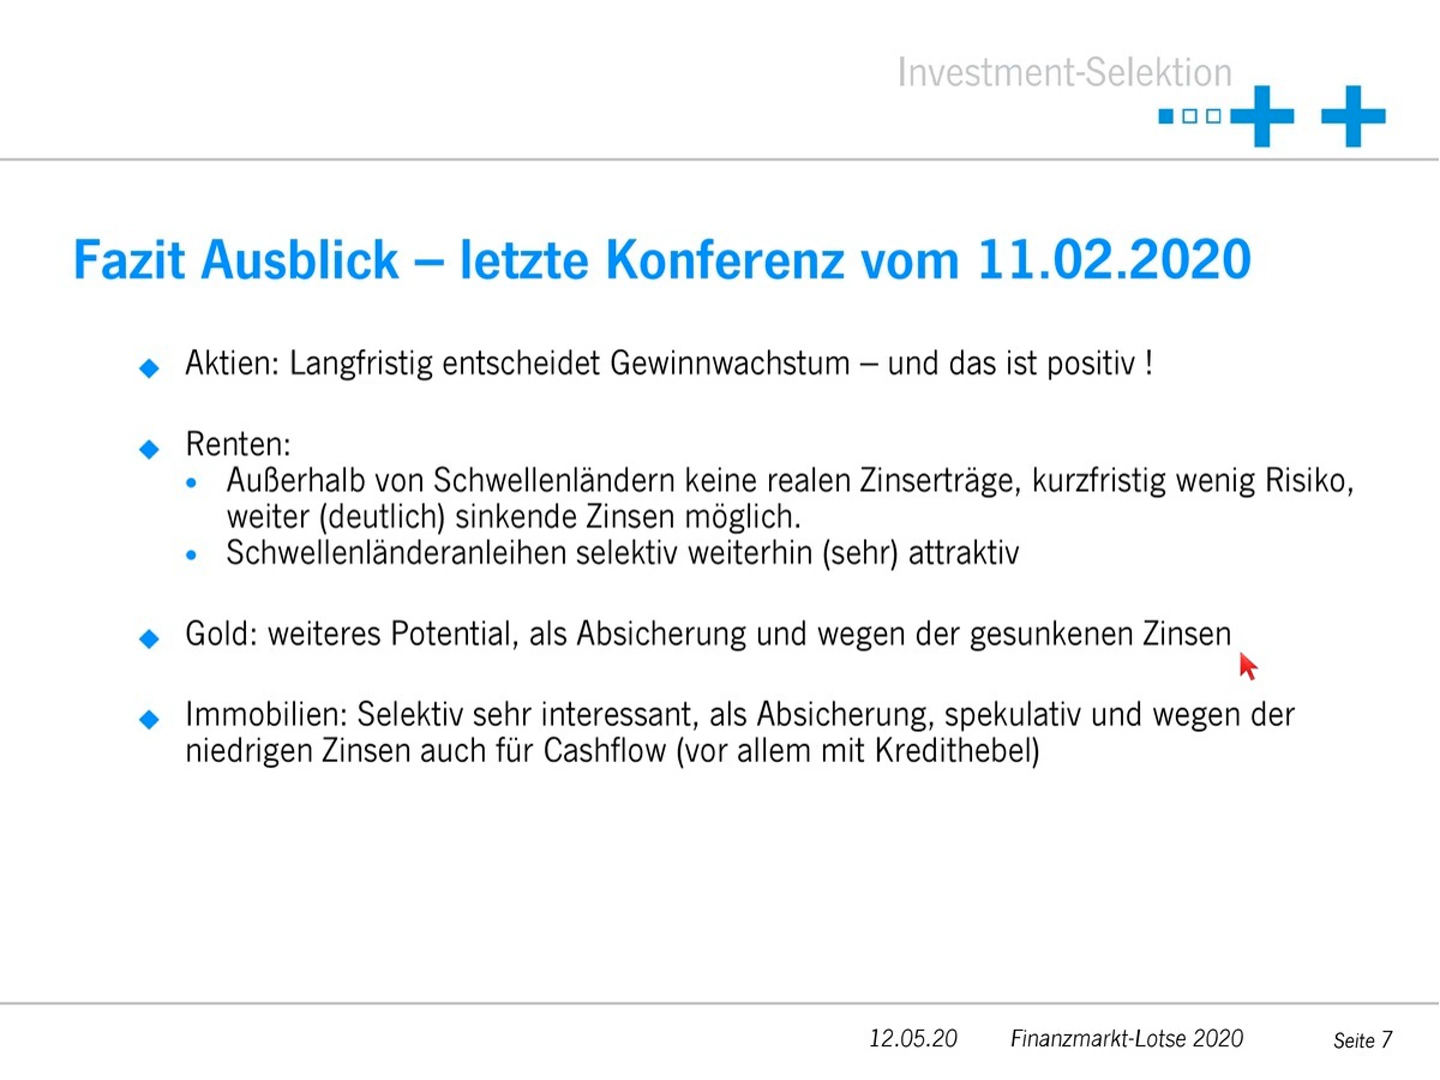 Investment-Selektion
Fazit Ausblick – letzte Konferenz vom 11.02.2020
Aktien: Langfristig entscheidet Gewinnwachstum – und das ist positiv !
Renten:
Außerhalb von Schwellenländern keine realen Zinserträge, kurzfristig wenig Risiko,
weiter (deutlich) sinkende Zinsen möglich.
Schwellenländeranleihen selektiv weiterhin (sehr) attraktiv
Gold: weiteres Potential, als Absicherung und wegen der gesunkenen Zinsen
Immobilien: Selektiv sehr interessant, als Absicherung, spekulativ und wegen der
niedrigen Zinsen auch für Cashflow (vor allem mit Kredithebel)
12.05.20 Finanzmarkt-Lotse 2020 Seite 7